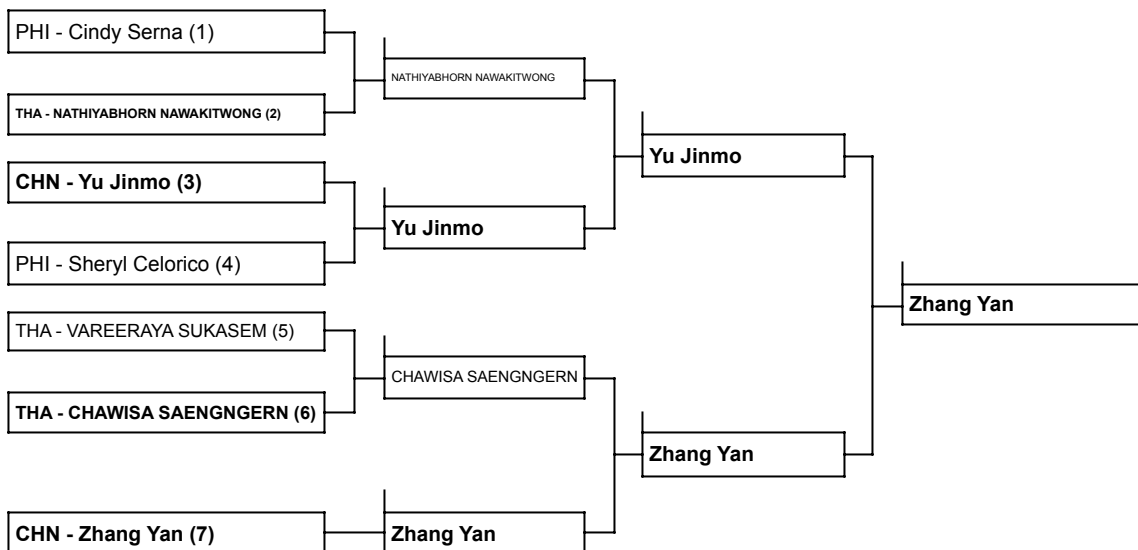 PHI - Cindy Serna (1)
THA - NATHIYABHORN NAWAKITWONG (2)
CHN - Yu Jinmo (3)
PHI - Sheryl Celorico (4)
THA - VAREERAYA SUKASEM (5)
THA - CHAWISA SAENGNGERN (6)
CHN - Zhang Yan (7)
NATHIYABHORN NAWAKITWONG
Yu Jinmo
CHAWISA SAENGNGERN
Zhang Yan
Yu Jinmo
Zhang Yan
Zhang Yan